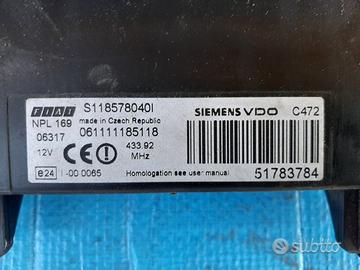 FIAT S118578040I SIEMENS VDO C472
NPL 169 made in Czech Republic
06317 061111185118
12V CE 433.92 MHz
e24 I-00 0065 Homologation see user manual 51783784
subito